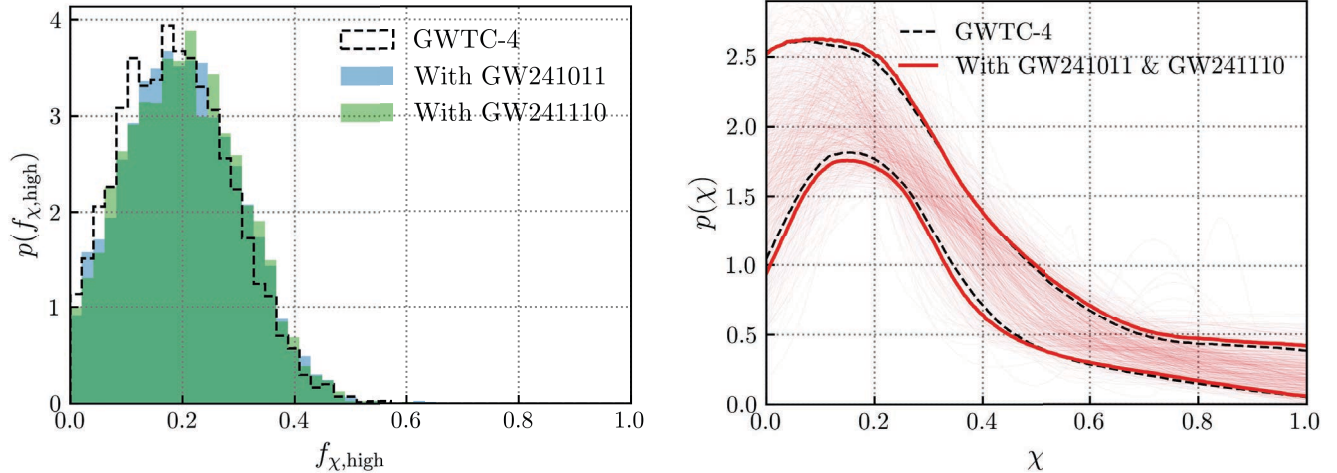 GWTC-4
With GW241011
With GW241110
p(f_{χ,high})
4
3
2
1
0
0.0 0.2 0.4 0.6 0.8 1.0
f_{χ,high}
GWTC-4
With GW241011 & GW241110
p(χ)
2.5
2.0
1.5
1.0
0.5
0.0
0.0 0.2 0.4 0.6 0.8 1.0
χ